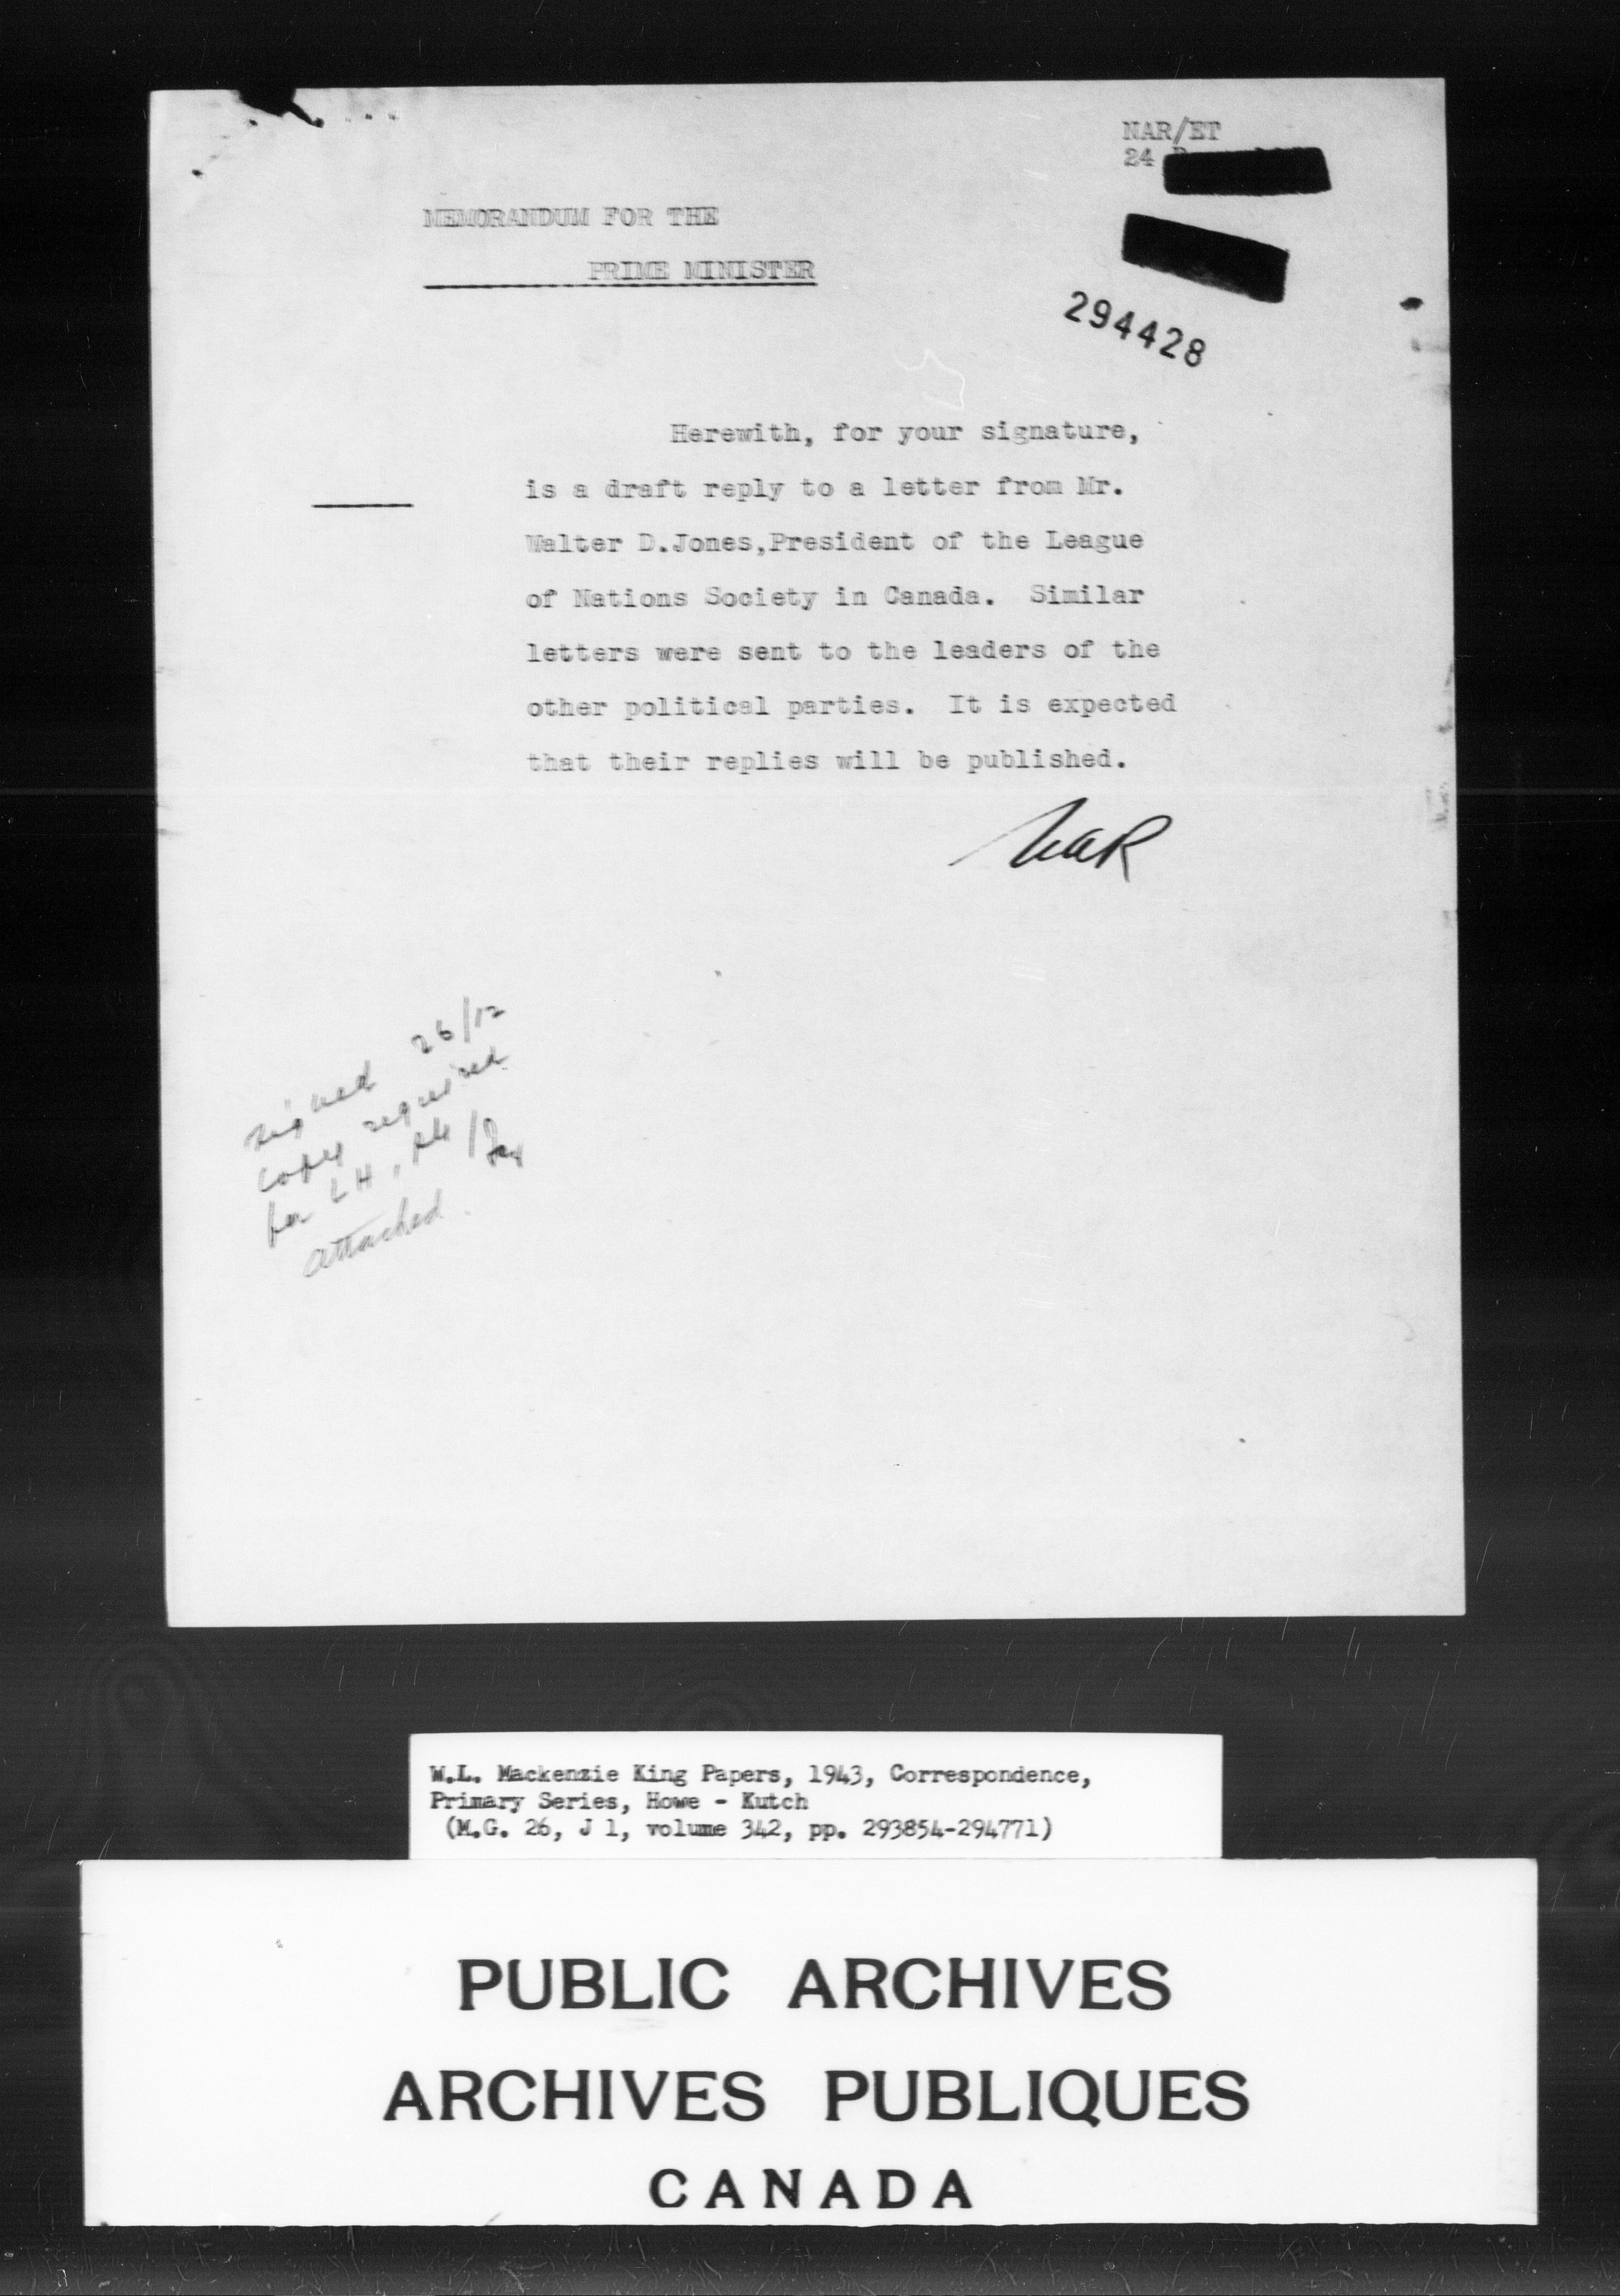 NAR/ET
24
MEMORANDUM FOR THE
PRIME MINISTER
294428
Herewith, for your signature,
is a draft reply to a letter from Mr.
Walter D.Jones,President of the League
of Nations Society in Canada. Similar
letters were sent to the leaders of the
other political parties. It is expected
that their replies will be published.
NAR
signed 26/12
copy required
for LH,
attached.
W.L. Mackenzie King Papers, 1943, Correspondence,
Primary Series, Howe - Kutch
(M.G. 26, J 1, volume 342, pp. 293854-294771)
PUBLIC ARCHIVES
ARCHIVES PUBLIQUES
CANADA